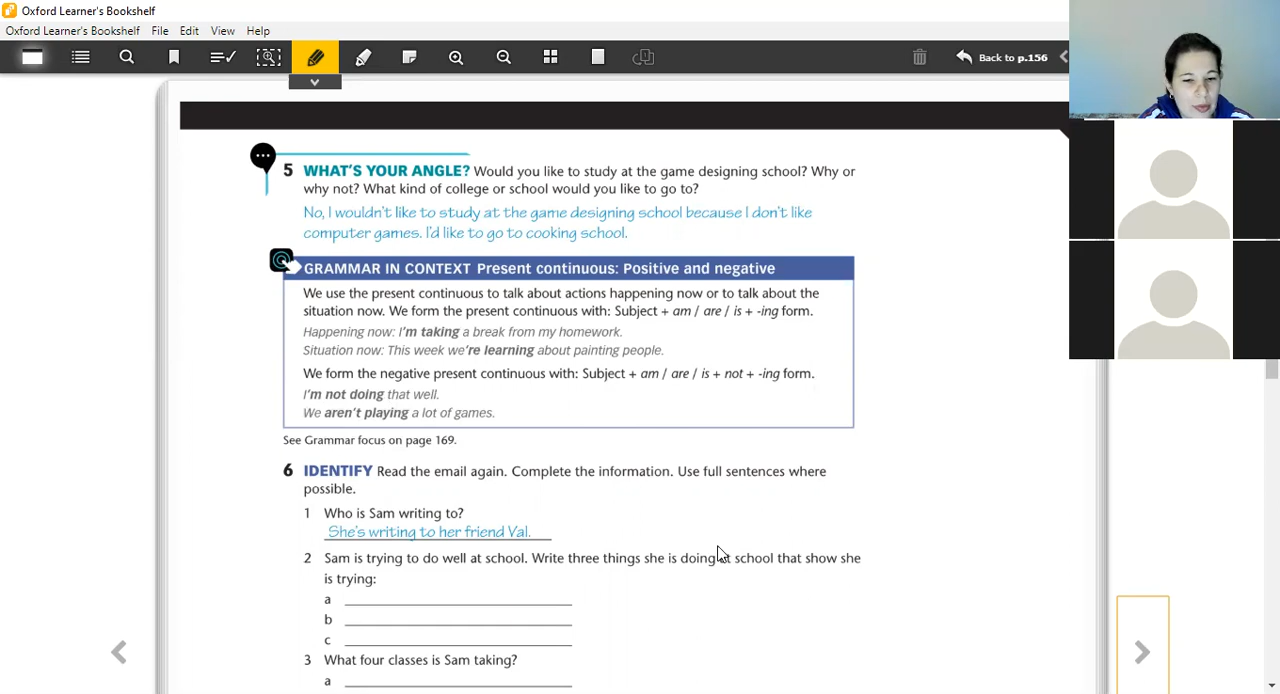 Oxford Learner's Bookshelf
Oxford Learner's Bookshelf File Edit View Help
Back to p.156
5 WHAT'S YOUR ANGLE? Would you like to study at the game designing school? Why or
why not? What kind of college or school would you like to go to?
No, I wouldn't like to study at the game designing school because I don't like
computer games. I'd like to go to cooking school.
GRAMMAR IN CONTEXT Present continuous: Positive and negative
We use the present continuous to talk about actions happening now or to talk about the
situation now. We form the present continuous with: Subject + am / are / is + -ing form.
Happening now: I'm taking a break from my homework.
Situation now: This week we're learning about painting people.
We form the negative present continuous with: Subject + am / are / is + not + -ing form.
I'm not doing that well.
We aren't playing a lot of games.
See Grammar focus on page 169.
6 IDENTIFY Read the email again. Complete the information. Use full sentences where
possible.
1 Who is Sam writing to?
She's writing to her friend Val.
2 Sam is trying to do well at school. Write three things she is doing at school that show she
is trying:
a
b
c
3 What four classes is Sam taking?
a